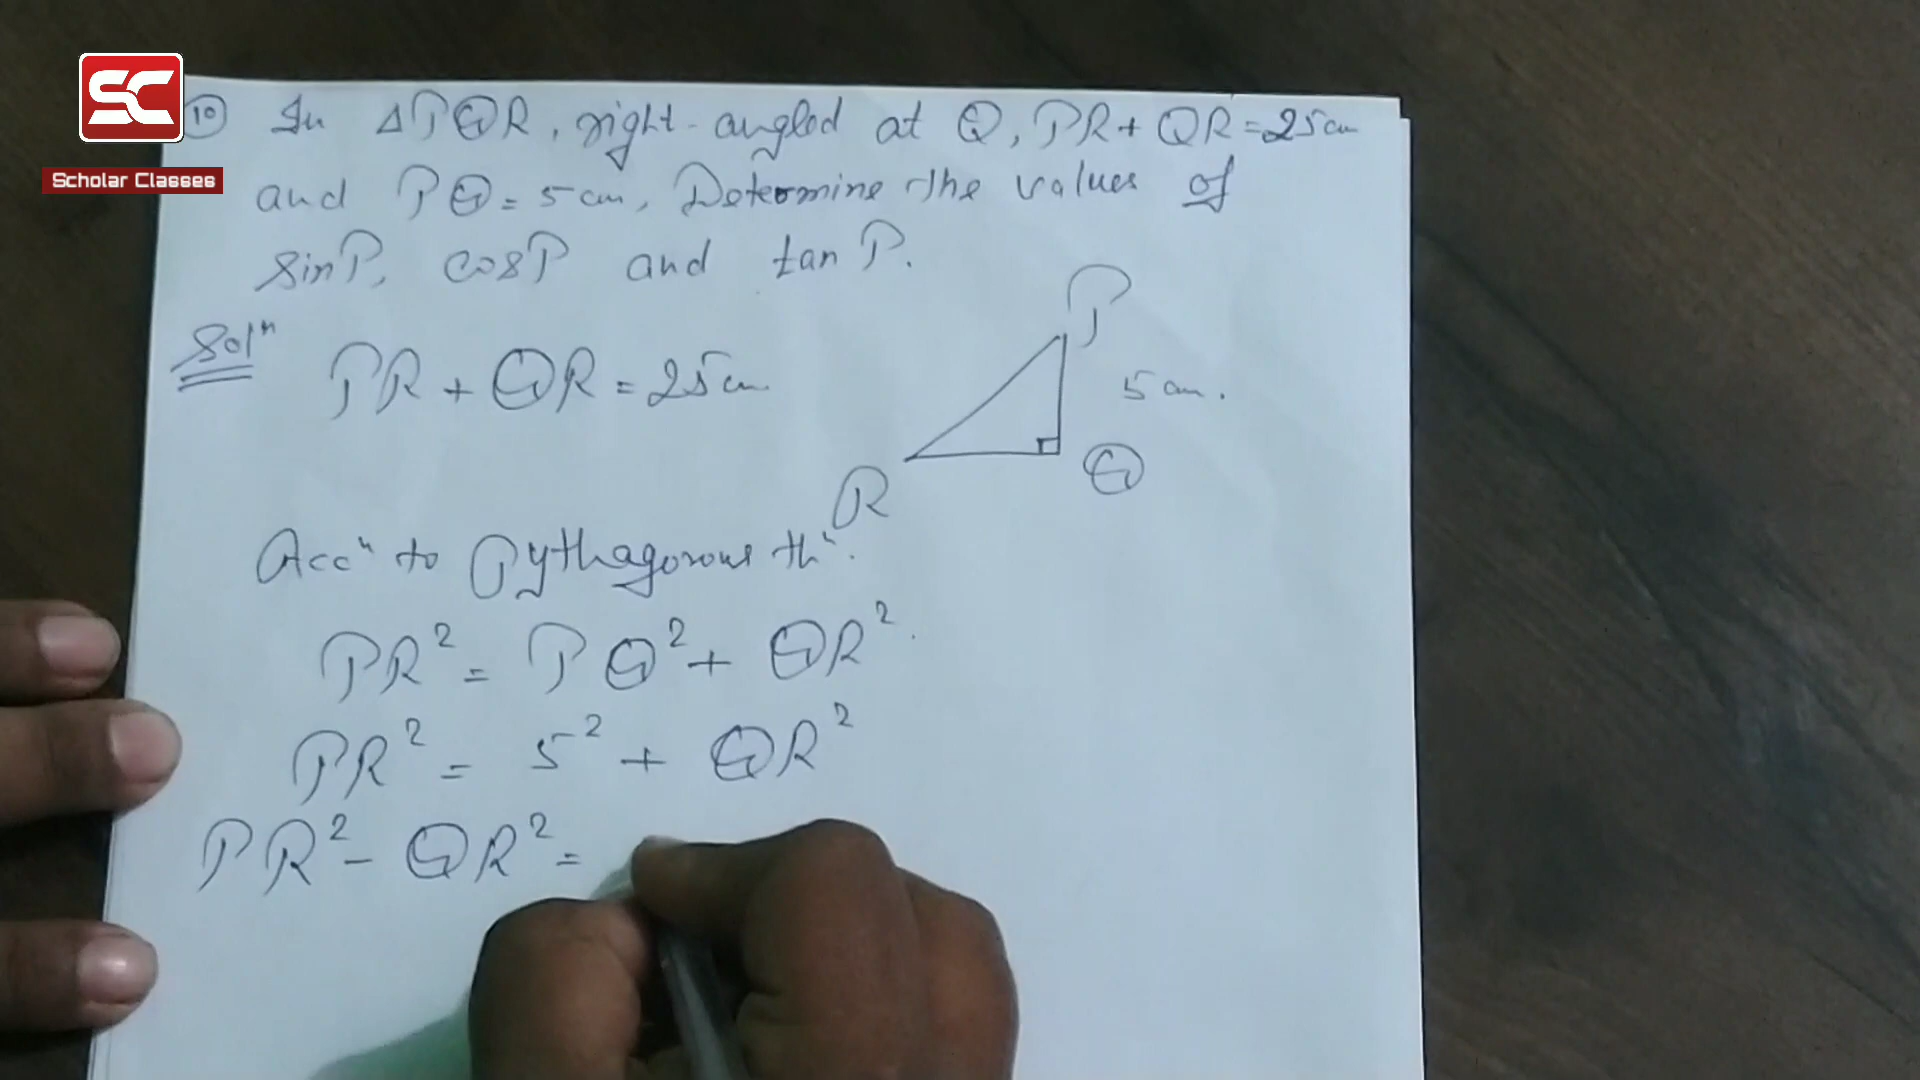 SC
Scholar Classes
10 In ΔPQR, right-angled at Q, PR + QR = 25cm
and PQ = 5cm, Determine the values of
sinP, cosP and tanP.
Solⁿ
PR + QR = 25cm
P
5cm.
Q
R
Accⁿ to Pythagorous thⁿ.
PR² = PQ² + QR².
PR² = 5² + QR²
PR² - QR² =